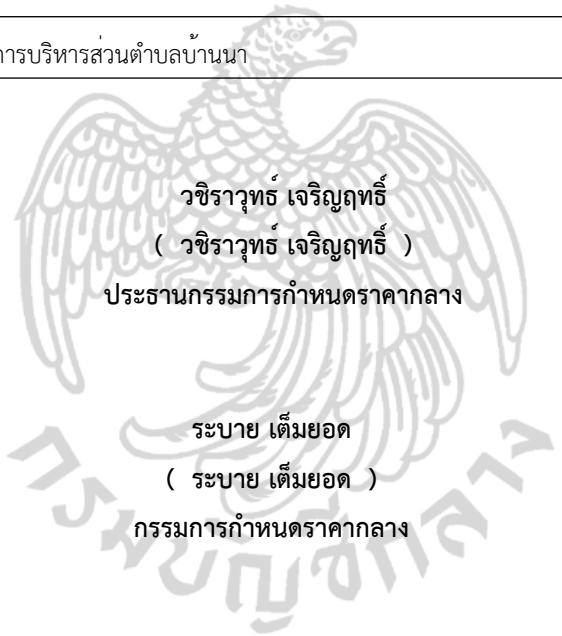 การบริหารส่วนตำบลบ้านนา
วชิราวุทธ์ เจริญฤทธิ์
( วชิราวุทธ์ เจริญฤทธิ์ )
ประธานกรรมการกำหนดราคากลาง
ระบาย เต็มยอด
( ระบาย เต็มยอด )
กรรมการกำหนดราคากลาง
กรมบัญชีกลาง